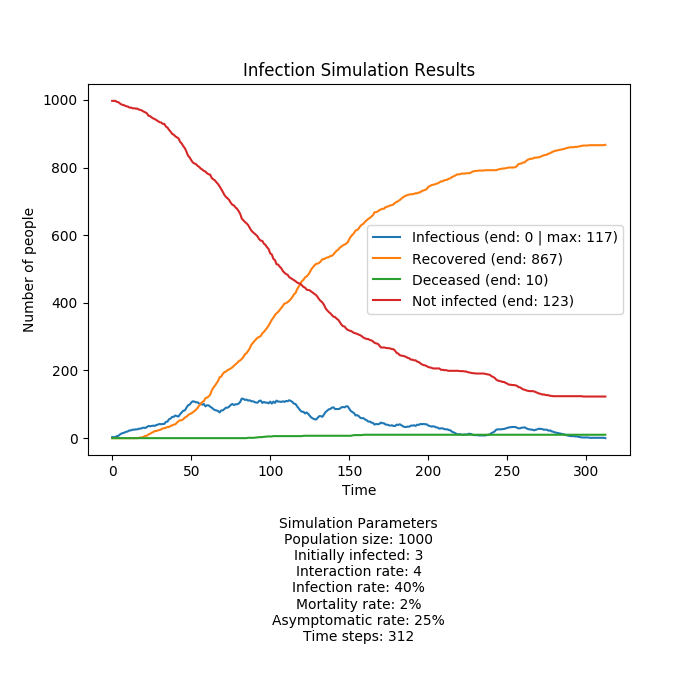 Infection Simulation Results
1000
800
600
400
200
0
Number of people
Infectious (end: 0 | max: 117)
Recovered (end: 867)
Deceased (end: 10)
Not infected (end: 123)
0 50 100 150 200 250 300
Time
Simulation Parameters
Population size: 1000
Initially infected: 3
Interaction rate: 4
Infection rate: 40%
Mortality rate: 2%
Asymptomatic rate: 25%
Time steps: 312